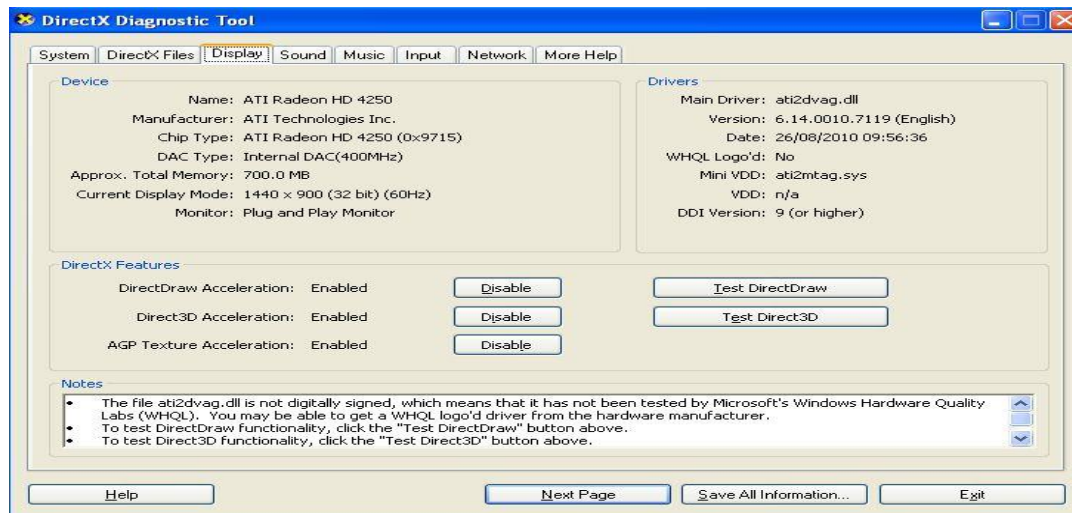 DirectX Diagnostic Tool
System DirectX Files Display Sound Music Input Network More Help
Device
Name: ATI Radeon HD 4250
Manufacturer: ATI Technologies Inc.
Chip Type: ATI Radeon HD 4250 (0x9715)
DAC Type: Internal DAC(400MHz)
Approx. Total Memory: 700.0 MB
Current Display Mode: 1440 x 900 (32 bit) (60Hz)
Monitor: Plug and Play Monitor
Drivers
Main Driver: ati2dvag.dll
Version: 6.14.0010.7119 (English)
Date: 26/08/2010 09:56:36
WHQL Logo'd: No
Mini VDD: ati2mtag.sys
VDD: n/a
DDI Version: 9 (or higher)
DirectX Features
DirectDraw Acceleration: Enabled Disable Test DirectDraw
Direct3D Acceleration: Enabled Disable Test Direct3D
AGP Texture Acceleration: Enabled Disable
Notes
• The file ati2dvag.dll is not digitally signed, which means that it has not been tested by Microsoft's Windows Hardware Quality
Labs (WHQL). You may be able to get a WHQL logo'd driver from the hardware manufacturer.
• To test DirectDraw functionality, click the "Test DirectDraw" button above.
• To test Direct3D functionality, click the "Test Direct3D" button above.
Help Next Page Save All Information... Exit